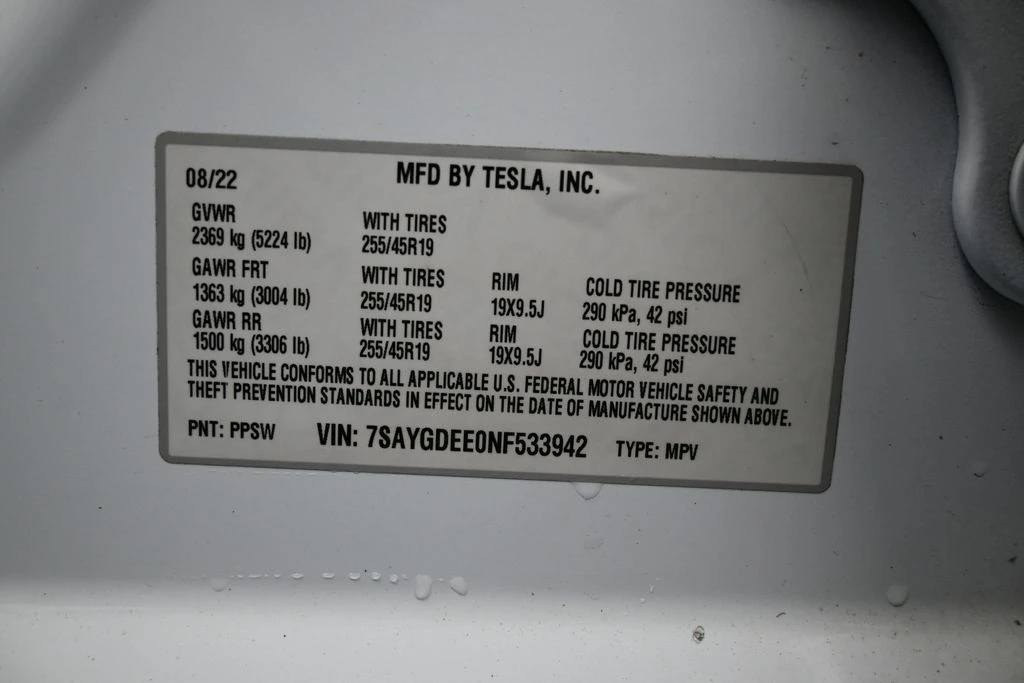 08/22 MFD BY TESLA, INC.
GVWR WITH TIRES
2369 kg (5224 lb) 255/45R19
GAWR FRT WITH TIRES RIM COLD TIRE PRESSURE
1363 kg (3004 lb) 255/45R19 19X9.5J 290 kPa, 42 psi
GAWR RR WITH TIRES RIM COLD TIRE PRESSURE
1500 kg (3306 lb) 255/45R19 19X9.5J 290 kPa, 42 psi
THIS VEHICLE CONFORMS TO ALL APPLICABLE U.S. FEDERAL MOTOR VEHICLE SAFETY AND
THEFT PREVENTION STANDARDS IN EFFECT ON THE DATE OF MANUFACTURE SHOWN ABOVE.
PNT: PPSW VIN: 7SAYGDEE0NF533942 TYPE: MPV